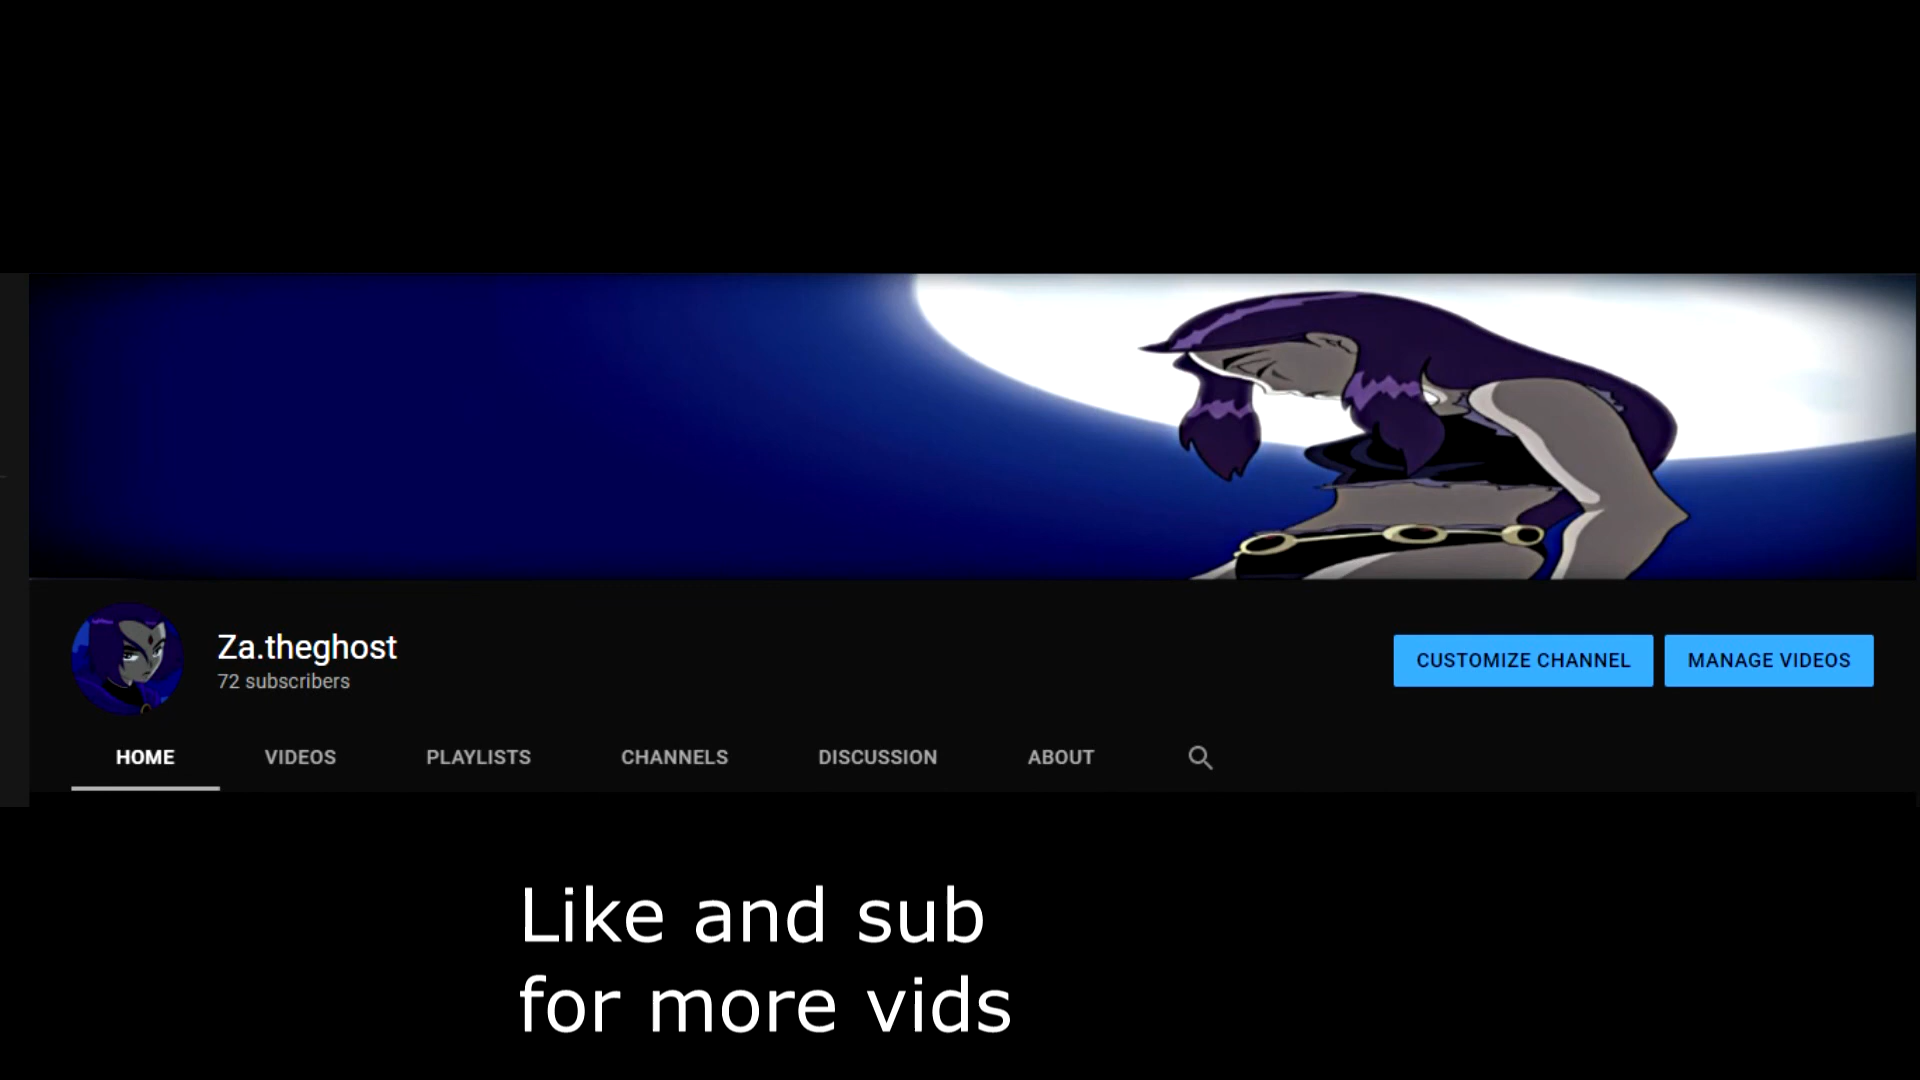 Za.theghost
72 subscribers
CUSTOMIZE CHANNEL
MANAGE VIDEOS
HOME
VIDEOS
PLAYLISTS
CHANNELS
DISCUSSION
ABOUT
Like and sub
for more vids